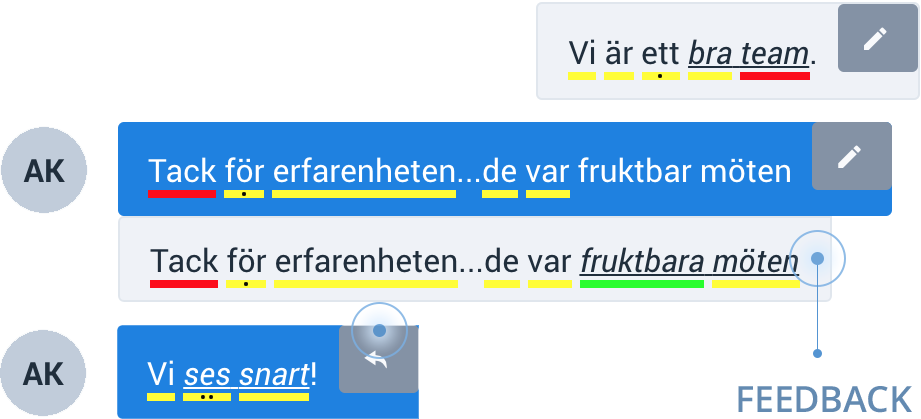 Vi är ett bra team.
AK
Tack för erfarenheten...de var fruktbar möten
Tack för erfarenheten...de var fruktbara möten
AK
Vi ses snart!
FEEDBACK